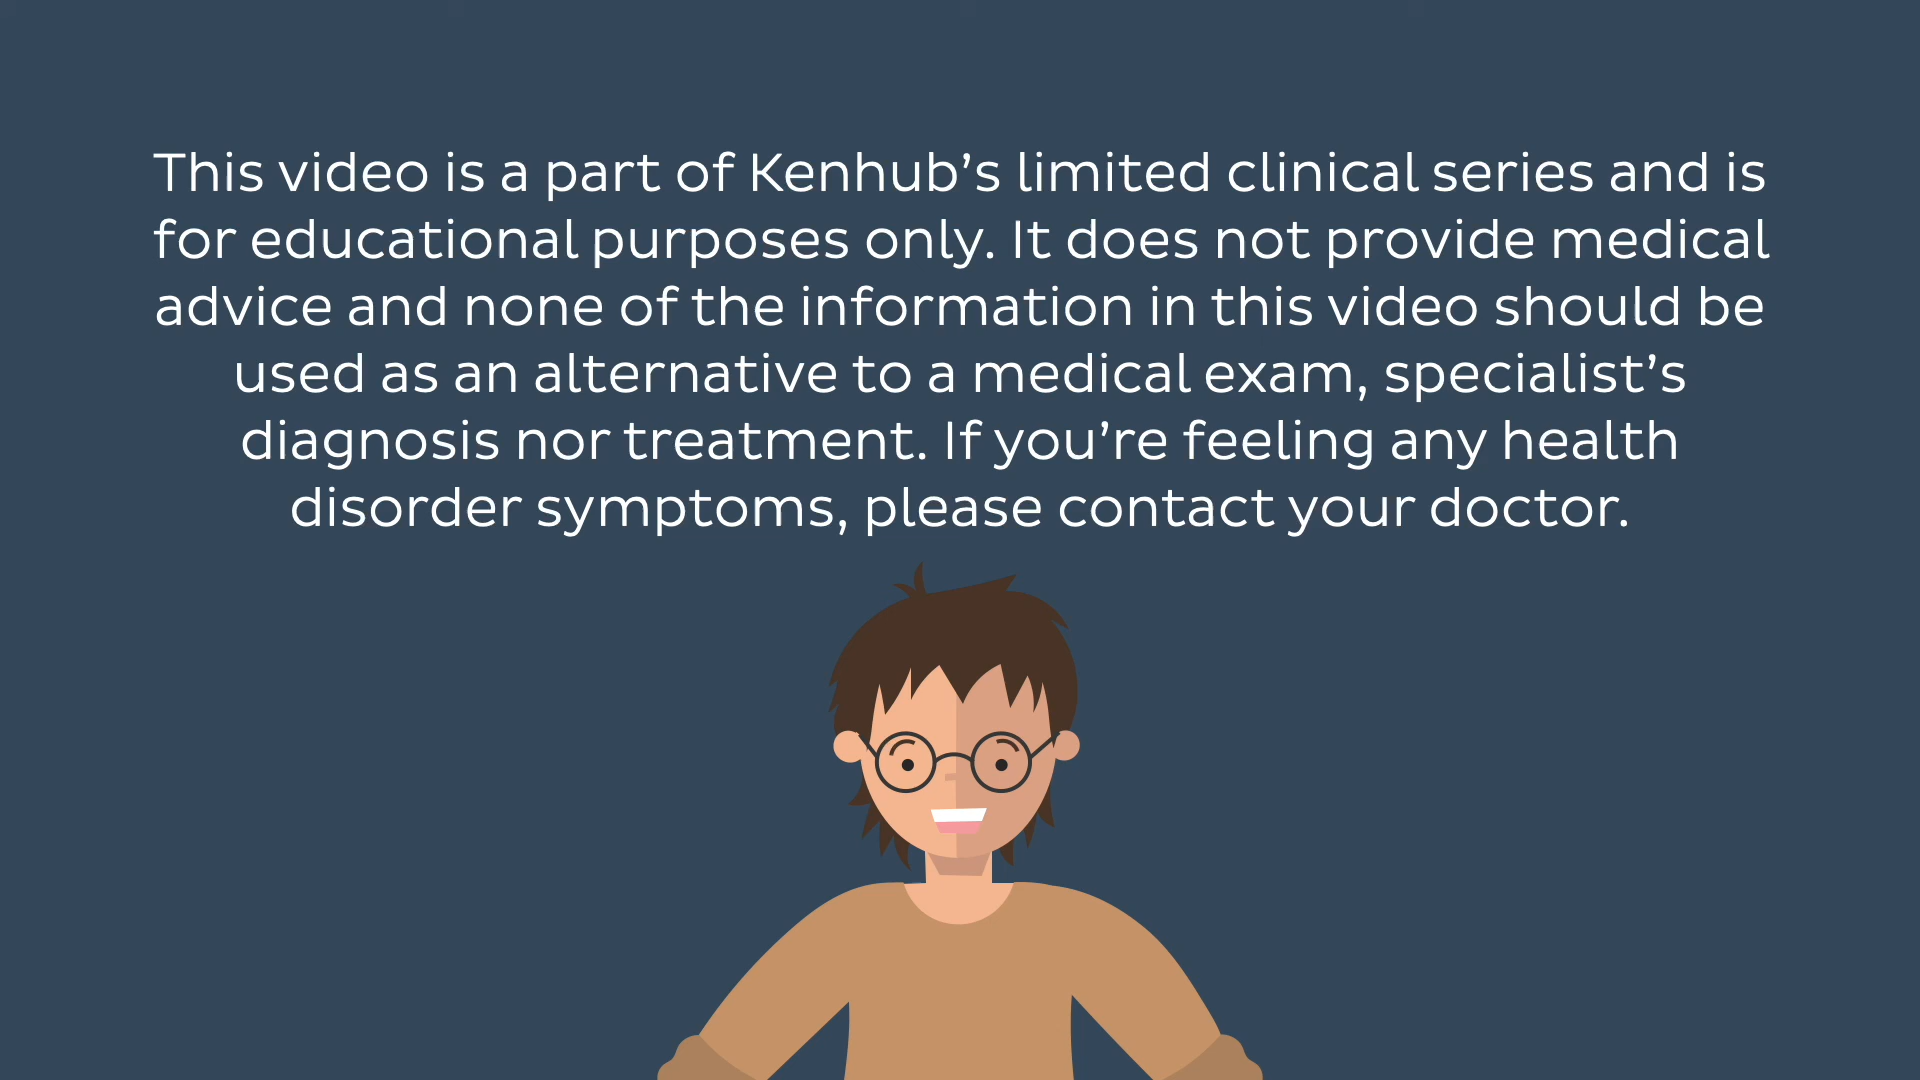 This video is a part of Kenhub’s limited clinical series and is
for educational purposes only. It does not provide medical
advice and none of the information in this video should be
used as an alternative to a medical exam, specialist’s
diagnosis nor treatment. If you’re feeling any health
disorder symptoms, please contact your doctor.